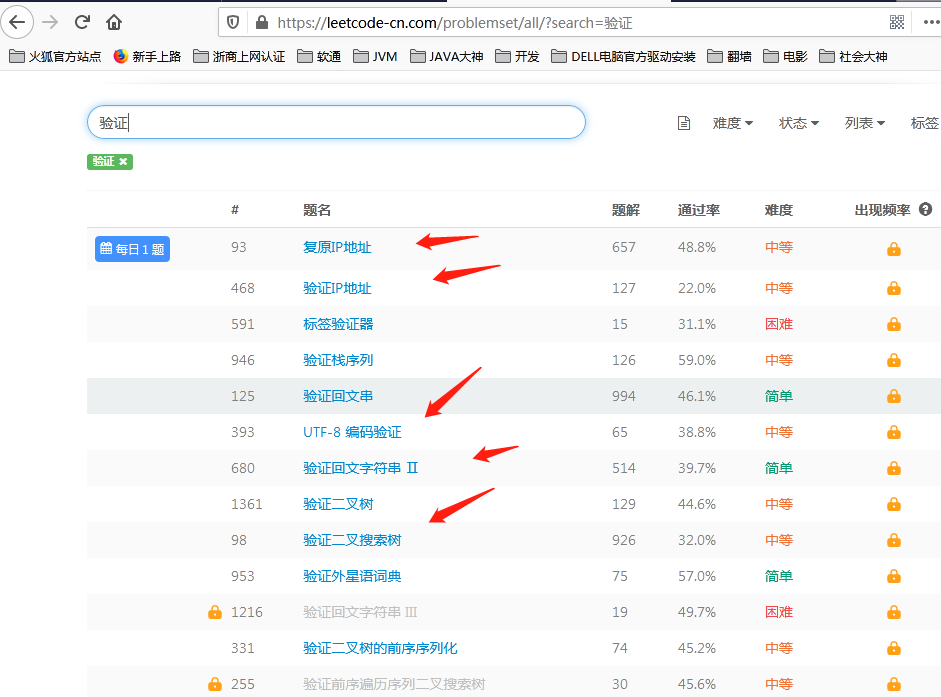 https://leetcode-cn.com/problemset/all/?search=验证
火狐官方站点 新手上路 浙商上网认证 软通 JVM JAVA大神 开发 DELL电脑官方驱动安装 翻墙 电影 社会大神
验证 难度 状态 列表 标签
验证 ×
# 题名 题解 通过率 难度 出现频率 ?
每日 1 题 93 复原IP地址 657 48.8% 中等
468 验证IP地址 127 22.0% 中等
591 标签验证器 15 31.1% 困难
946 验证栈序列 126 59.0% 中等
125 验证回文串 994 46.1% 简单
393 UTF-8 编码验证 65 38.8% 中等
680 验证回文字符串 Ⅱ 514 39.7% 简单
1361 验证二叉树 129 44.6% 中等
98 验证二叉搜索树 926 32.0% 中等
953 验证外星语词典 75 57.0% 简单
1216 验证回文字符串 III 19 49.7% 困难
331 验证二叉树的前序序列化 74 45.2% 中等
255 验证前序遍历序列二叉搜索树 30 45.6% 中等